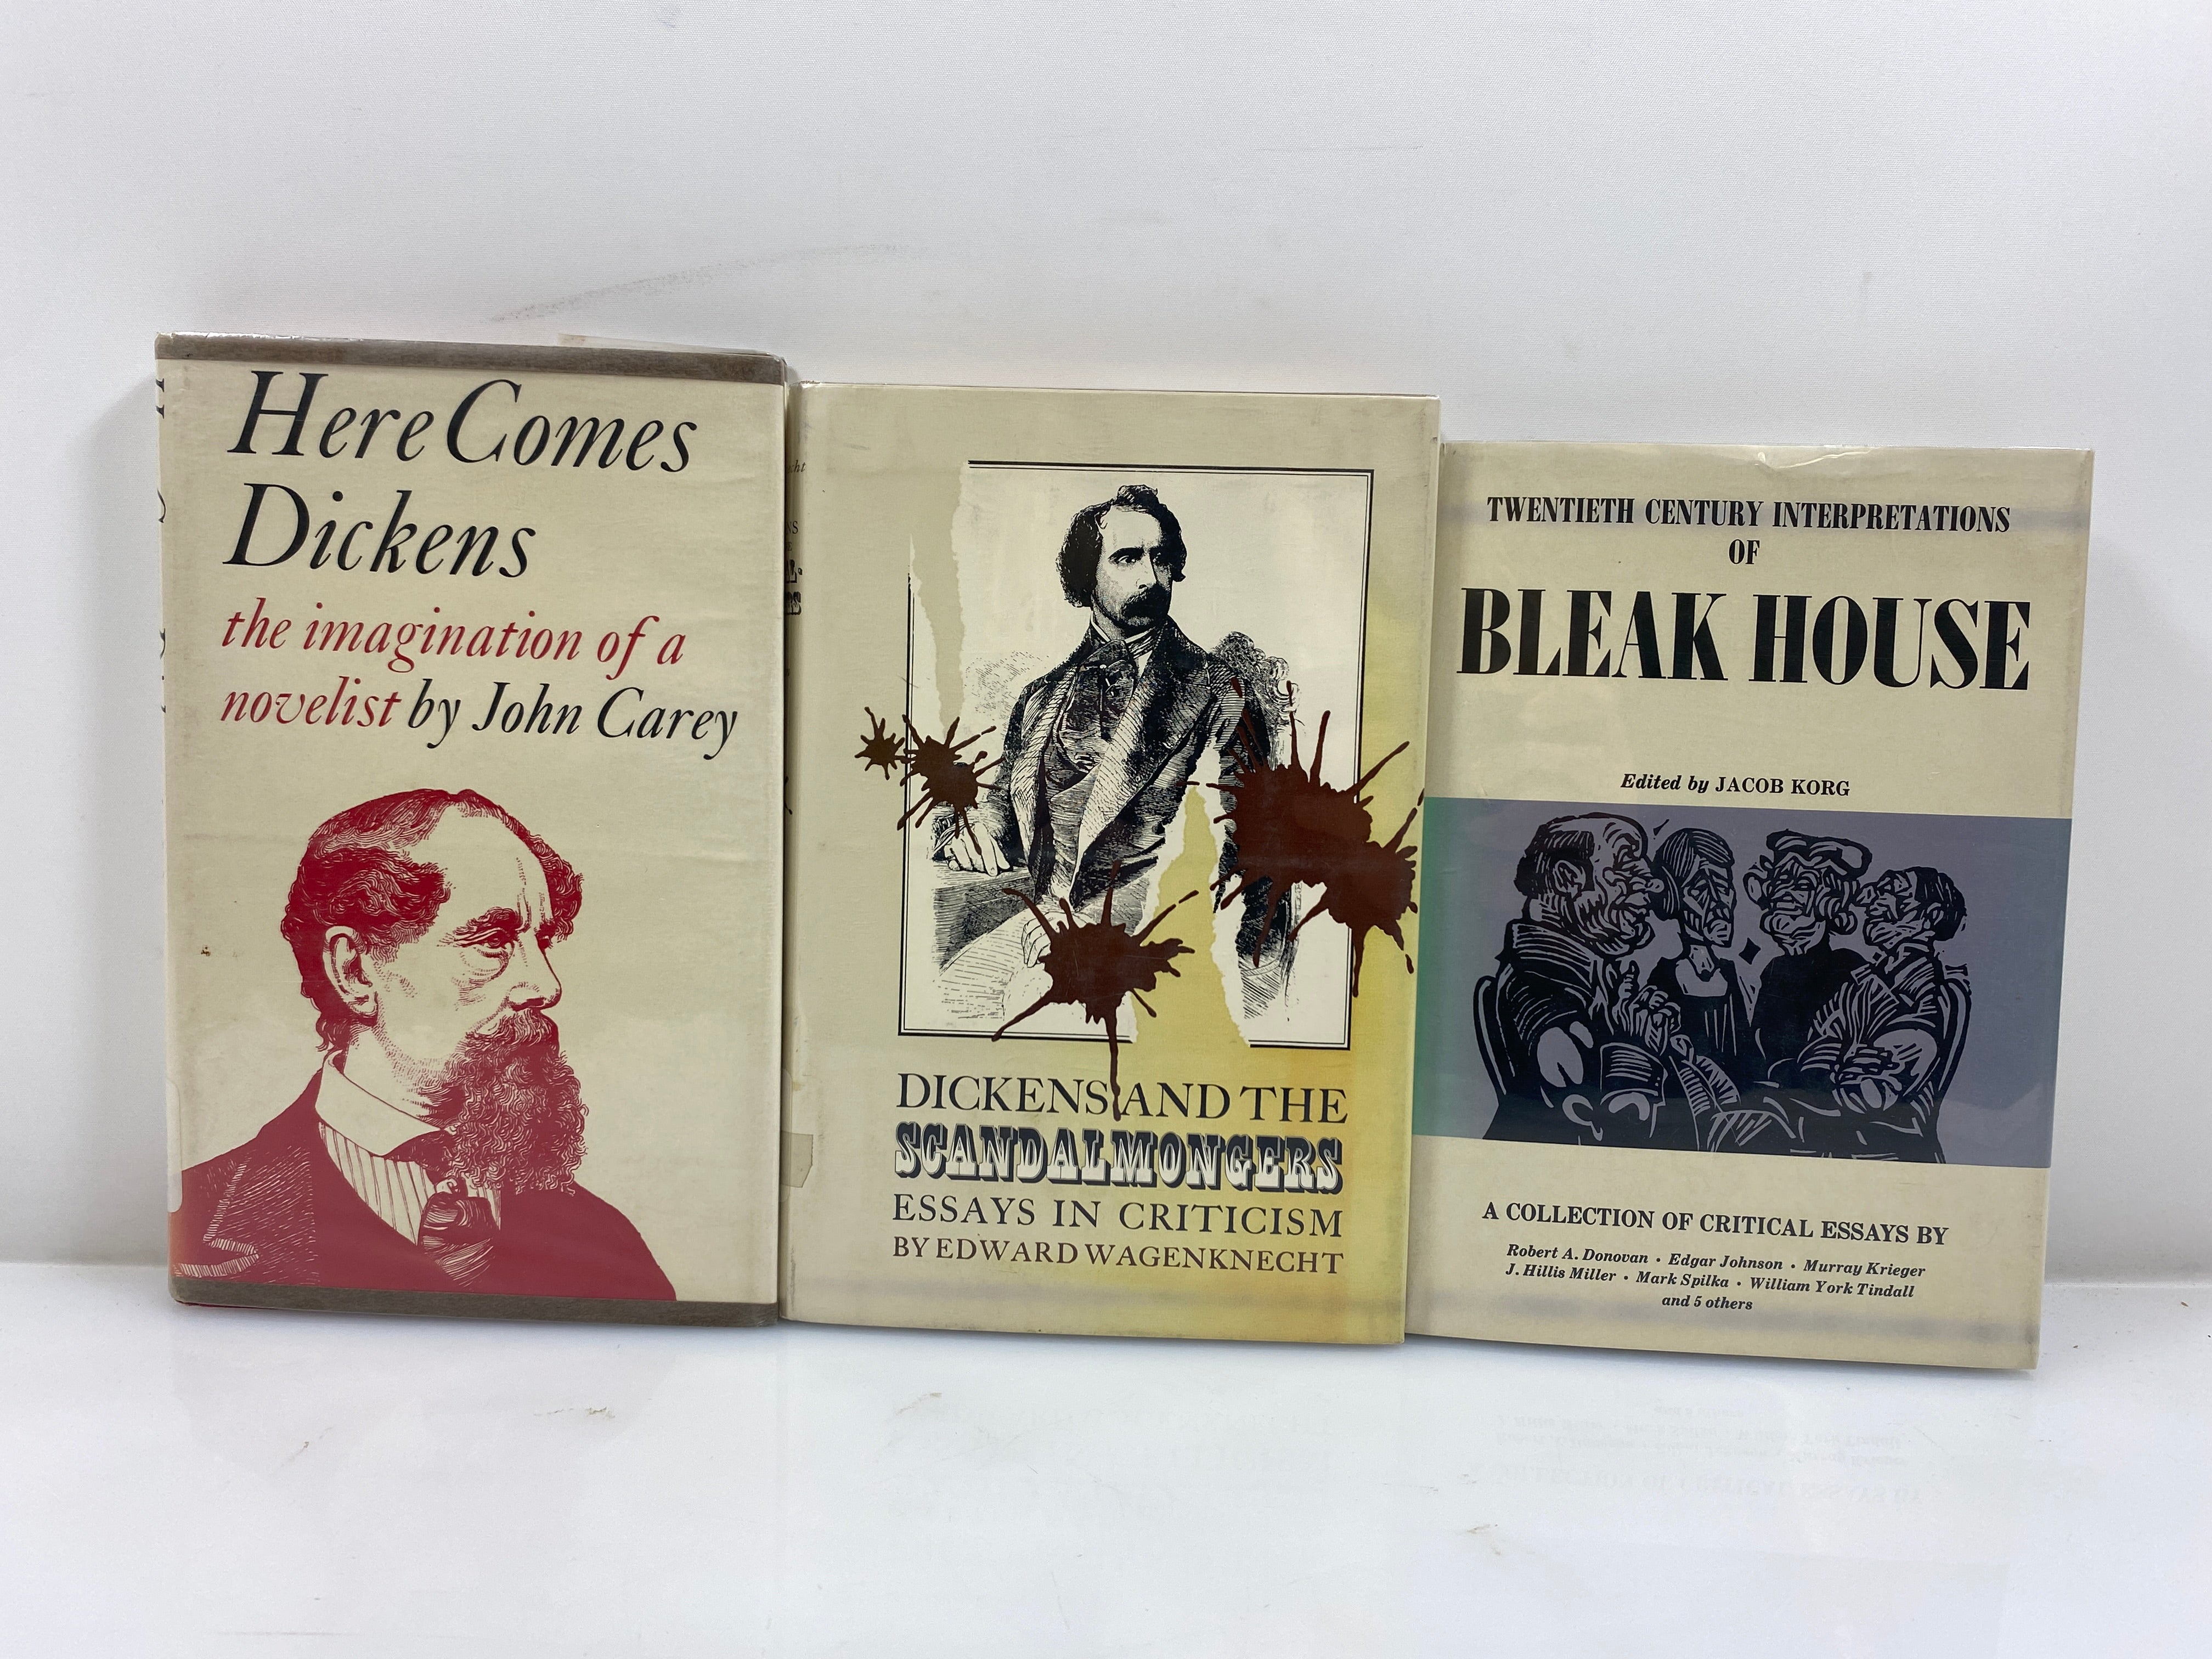 Here Comes
Dickens
the imagination of a
novelist by John Carey
DICKENS AND THE
SCANDALMONGERS
ESSAYS IN CRITICISM
BY EDWARD WAGENKNECHT
TWENTIETH CENTURY INTERPRETATIONS
OF
BLEAK HOUSE
Edited by JACOB KORG
A COLLECTION OF CRITICAL ESSAYS BY
Robert A. Donovan • Edgar Johnson • Murray Krieger
J. Hillis Miller • Mark Spilka • William York Tindall
and 5 others